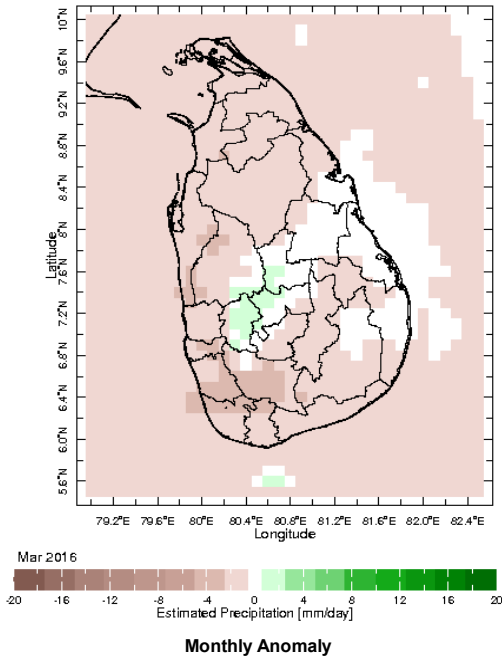 10°N
9.6°N
9.2°N
8.8°N
8.4°N
8°N
7.6°N
7.2°N
6.8°N
6.4°N
6.0°N
5.6°N
Latitude
79.2°E 79.6°E 80°E 80.4°E 80.8°E 81.2°E 81.6°E 82°E 82.4°E
Longitude
Mar 2016
-20 -16 -12 -8 -4 0 4 8 12 16 20
Estimated Precipitation [mm/day]
Monthly Anomaly